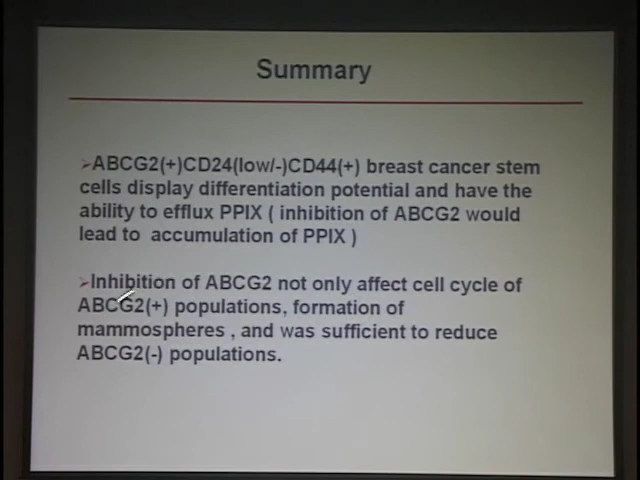 Summary
➢ABCG2(+)CD24(low/-)CD44(+) breast cancer stem
cells display differentiation potential and have the
ability to efflux PPIX ( inhibition of ABCG2 would
lead to accumulation of PPIX )
➢Inhibition of ABCG2 not only affect cell cycle of
ABCG2(+) populations, formation of
mammospheres , and was sufficient to reduce
ABCG2(-) populations.